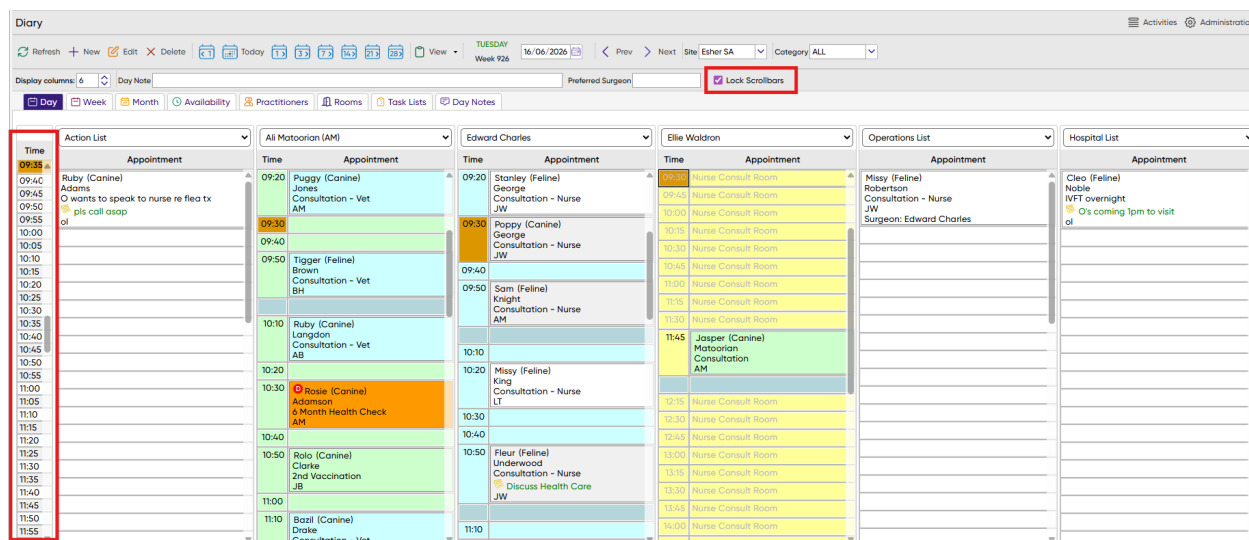 Diary
Activities Administratio
Refresh New Edit Delete < 1 Today 1> 3> 7> 14> 21> 28> View TUESDAY Week 926 16/06/2026 Prev Next Site Esher SA Category ALL
Display columns: 6 Day Note Preferred Surgeon Lock Scrollbars
Day Week Month Availability Practitioners Rooms Task Lists Day Notes
Time
09:35
09:40
09:45
09:50
09:55
10:00
10:05
10:10
10:15
10:20
10:25
10:30
10:35
10:40
10:45
10:50
10:55
11:00
11:05
11:10
11:15
11:20
11:25
11:30
11:35
11:40
11:45
11:50
11:55
Action List
Appointment
Ruby (Canine)
Adams
O wants to speak to nurse re flea tx
pls call asap
ol
Ali Matoorian (AM)
Time Appointment
09:20 Puggy (Canine)
Jones
Consultation - Vet
AM
09:30
09:40
09:50 Tigger (Feline)
Brown
Consultation - Vet
BH
10:10 Ruby (Canine)
Langdon
Consultation - Vet
AB
10:20
10:30 D Rosie (Canine)
Adamson
6 Month Health Check
AM
10:40
10:50 Rolo (Canine)
Clarke
2nd Vaccination
JB
11:00
11:10 Bazil (Canine)
Drake
Consultation - Vet
Edward Charles
Time Appointment
09:20 Stanley (Feline)
George
Consultation - Nurse
JW
09:30 Poppy (Canine)
George
Consultation - Nurse
JW
09:40
09:50 Sam (Feline)
Knight
Consultation - Nurse
AM
10:10
10:20 Missy (Feline)
King
Consultation - Nurse
LT
10:30
10:40
10:50 Fleur (Feline)
Underwood
Consultation - Nurse
Discuss Health Care
JW
11:10
Ellie Waldron
Time Appointment
09:30 Nurse Consult Room
09:45 Nurse Consult Room
10:00 Nurse Consult Room
10:15 Nurse Consult Room
10:30 Nurse Consult Room
10:45 Nurse Consult Room
11:00 Nurse Consult Room
11:15 Nurse Consult Room
11:30 Nurse Consult Room
11:45 Jasper (Canine)
Matoorian
Consultation
AM
12:15 Nurse Consult Room
12:30 Nurse Consult Room
12:45 Nurse Consult Room
13:00 Nurse Consult Room
13:15 Nurse Consult Room
13:30 Nurse Consult Room
13:45 Nurse Consult Room
14:00 Nurse Consult Room
Operations List
Appointment
Missy (Feline)
Robertson
Consultation - Nurse
JW
Surgeon: Edward Charles
Hospital List
Appointment
Cleo (Feline)
Noble
IVFT overnight
O's coming 1pm to visit
ol